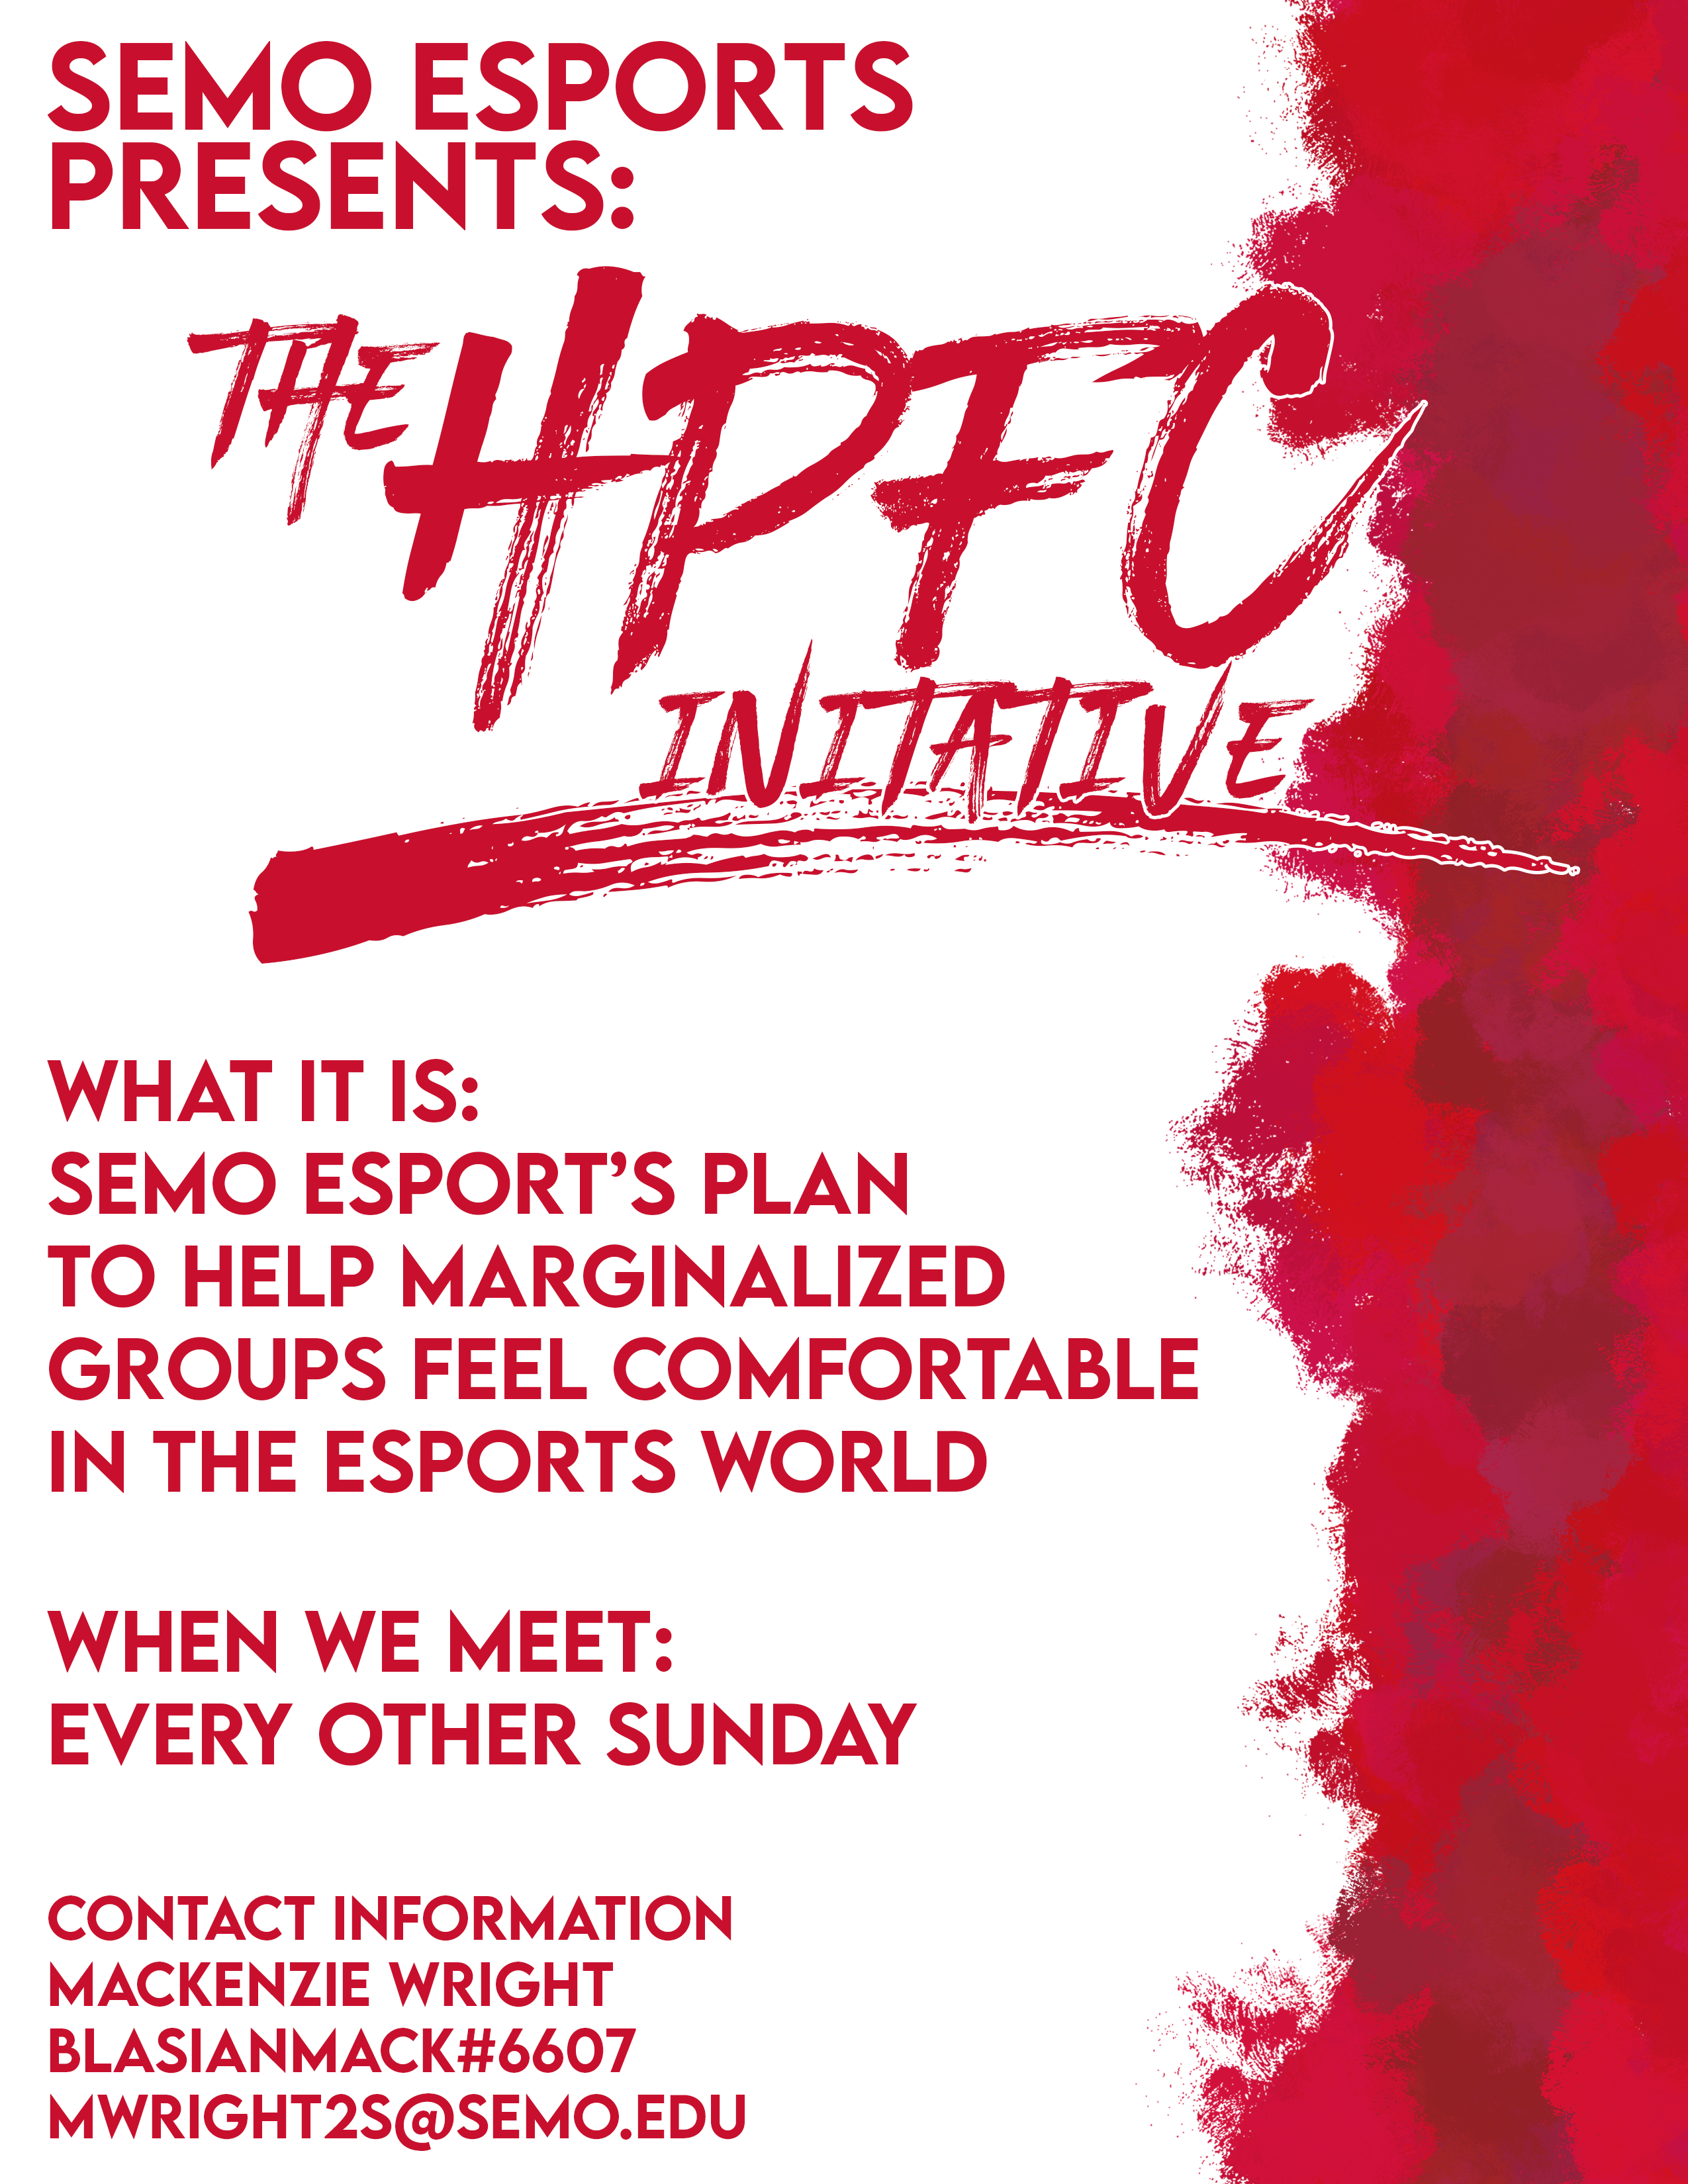 SEMO ESPORTS
PRESENTS:
THE HPFC
INITATIVE
WHAT IT IS:
SEMO ESPORT'S PLAN
TO HELP MARGINALIZED
GROUPS FEEL COMFORTABLE
IN THE ESPORTS WORLD
WHEN WE MEET:
EVERY OTHER SUNDAY
CONTACT INFORMATION
MACKENZIE WRIGHT
BLASIANMACK#6607
MWRIGHT2S@SEMO.EDU